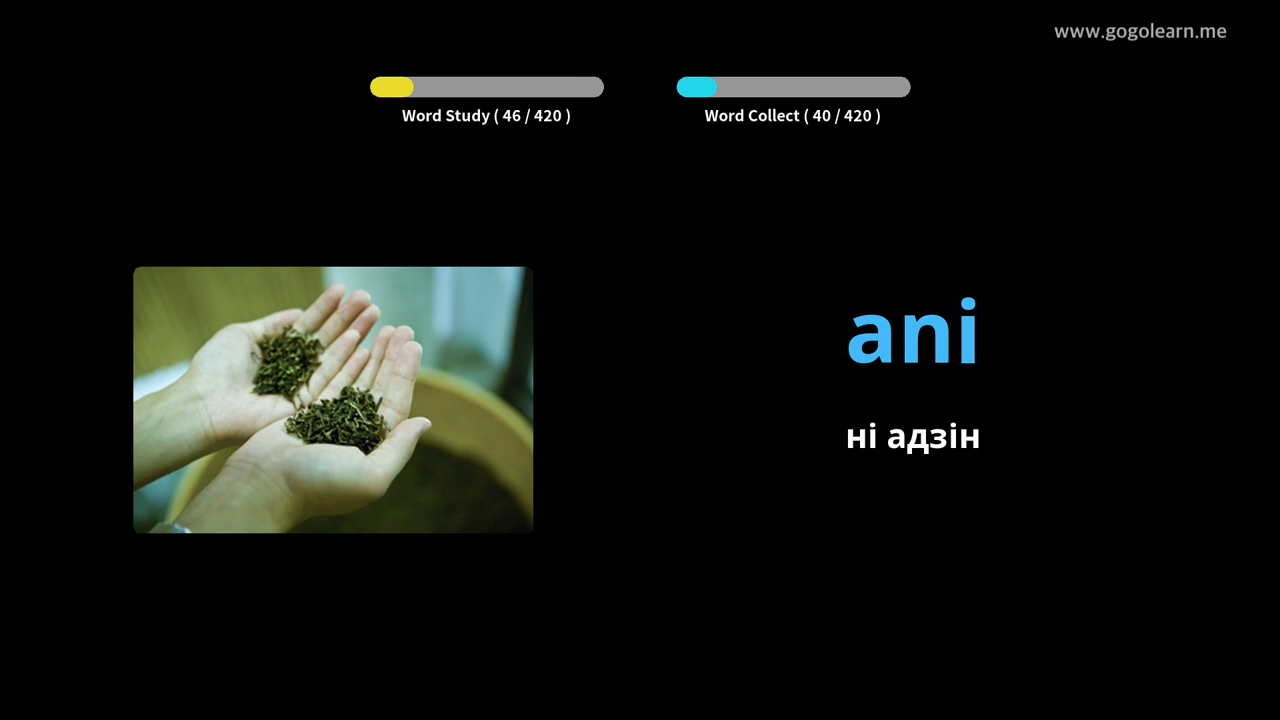 www.gogolearn.me
Word Study ( 46 / 420 )
Word Collect ( 40 / 420 )
ani
ні адзін